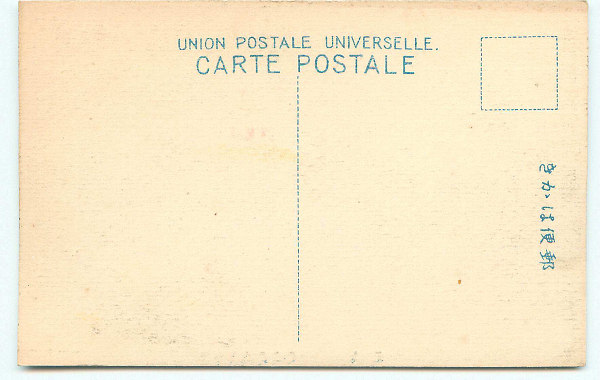 UNION POSTALE UNIVERSELLE.
CARTE POSTALE
きかは便郵